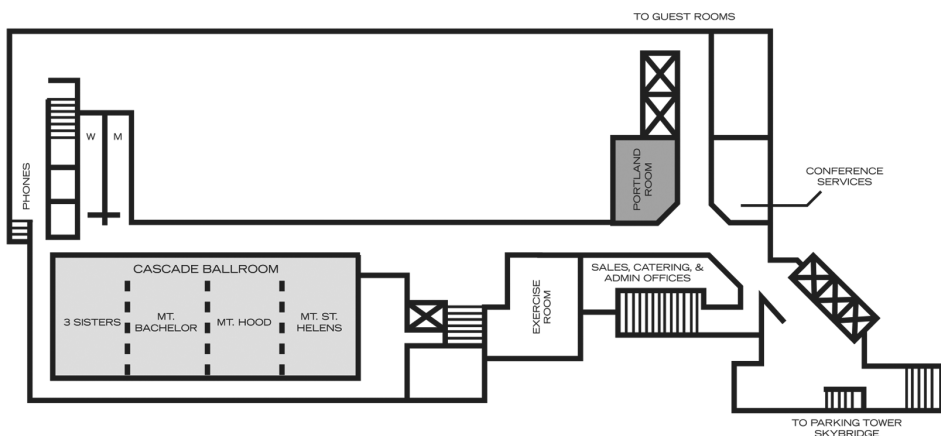 TO GUEST ROOMS
W
M
PHONES
PORTLAND
ROOM
CONFERENCE
SERVICES
CASCADE BALLROOM
3 SISTERS
MT.
BACHELOR
MT. HOOD
MT. ST.
HELENS
EXERCISE
ROOM
SALES, CATERING, &
ADMIN OFFICES
TO PARKING TOWER
SKYBRIDGE